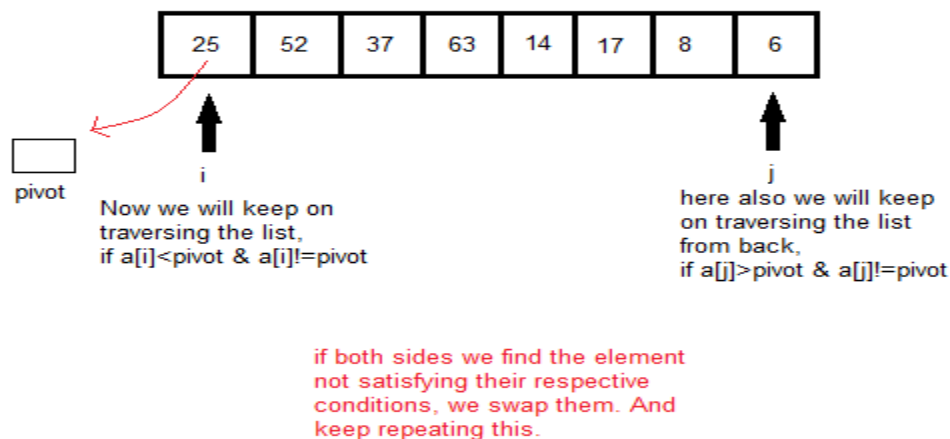 25 52 37 63 14 17 8 6
pivot
i
Now we will keep on
traversing the list,
if a[i]<pivot & a[i]!=pivot
j
here also we will keep
on traversing the list
from back,
if a[j]>pivot & a[j]!=pivot
if both sides we find the element
not satisfying their respective
conditions, we swap them. And
keep repeating this.